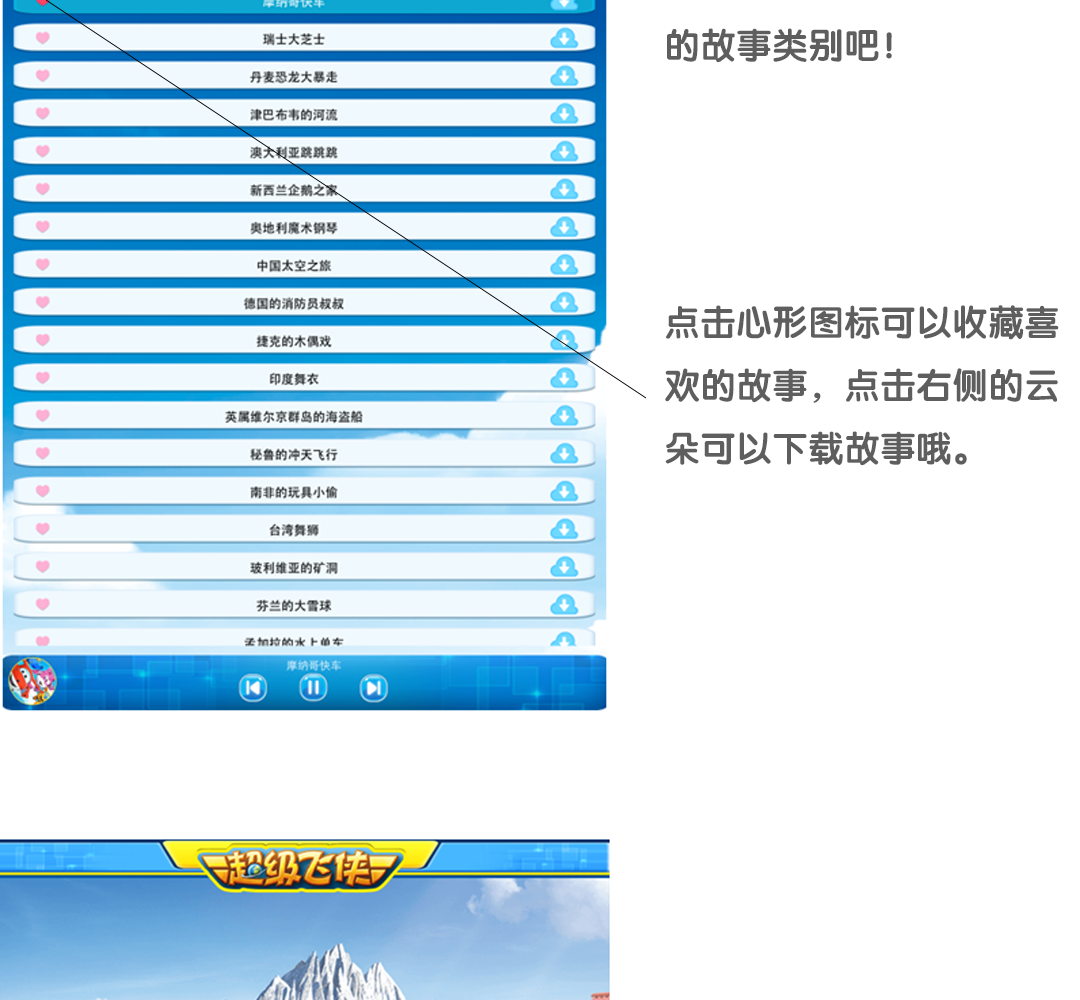 摩纳哥快车
瑞士大芝士
丹麦恐龙大暴走
津巴布韦的河流
澳大利亚跳跳跳
新西兰企鹅之家
奥地利魔术钢琴
中国太空之旅
德国的消防员叔叔
捷克的木偶戏
印度舞衣
英属维尔京群岛的海盗船
秘鲁的冲天飞行
南非的玩具小偷
台湾舞狮
玻利维亚的矿洞
芬兰的大雪球
孟加拉的水上单车
摩纳哥快车
的故事类别吧！
点击心形图标可以收藏喜
欢的故事，点击右侧的云
朵可以下载故事哦。
超级飞侠